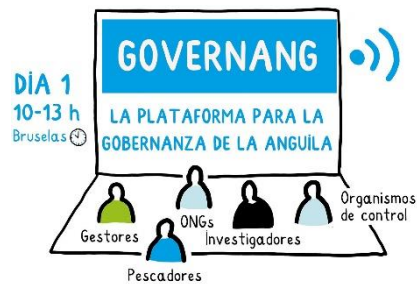 GOVERNANG
DÍA 1
10-13 h
Bruselas
LA PLATAFORMA PARA LA
GOBERNANZA DE LA ANGUÍLA
Gestores
ONGs
Investigadores
Organismos
de control
Pescadores